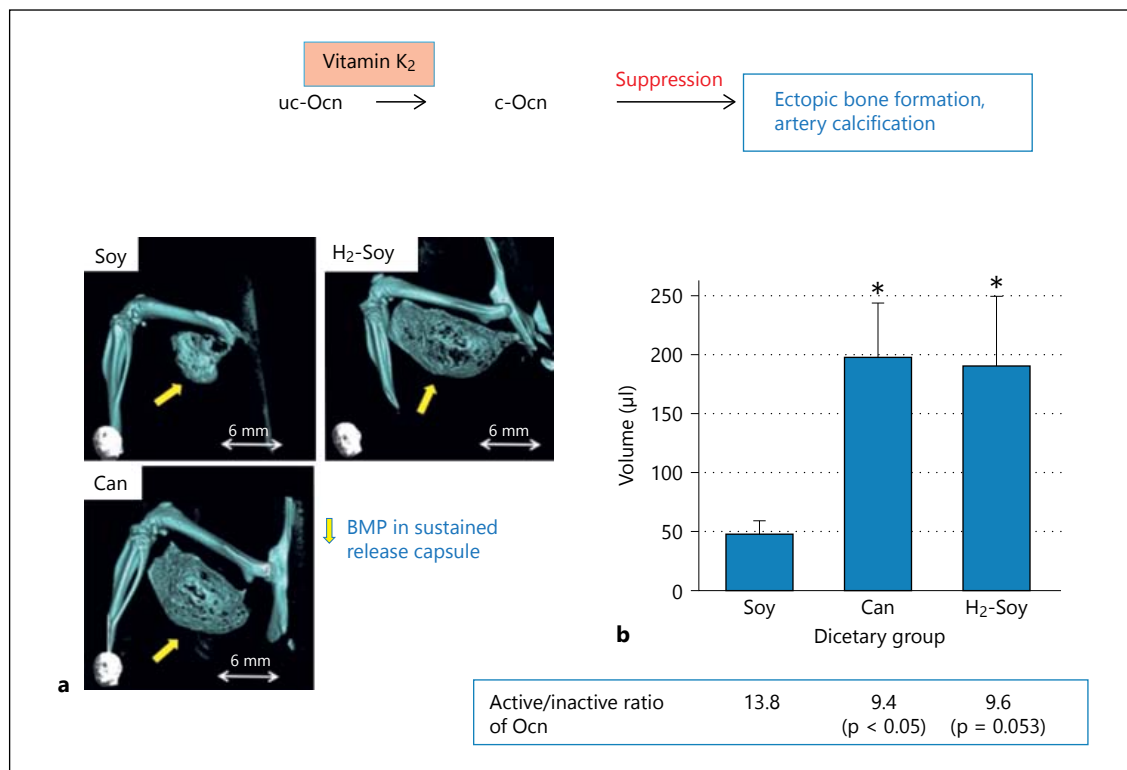 Vitamin K2
uc-Ocn
c-Ocn
Suppression
Ectopic bone formation,
artery calcification
Soy
6 mm
H2-Soy
6 mm
Can
6 mm
BMP in sustained
release capsule
a
Volume (µl)
250
200
150
100
50
0
*
*
Soy
Can
H2-Soy
Dicetary group
b
Active/inactive ratio
of Ocn
13.8
9.4
(p < 0.05)
9.6
(p = 0.053)